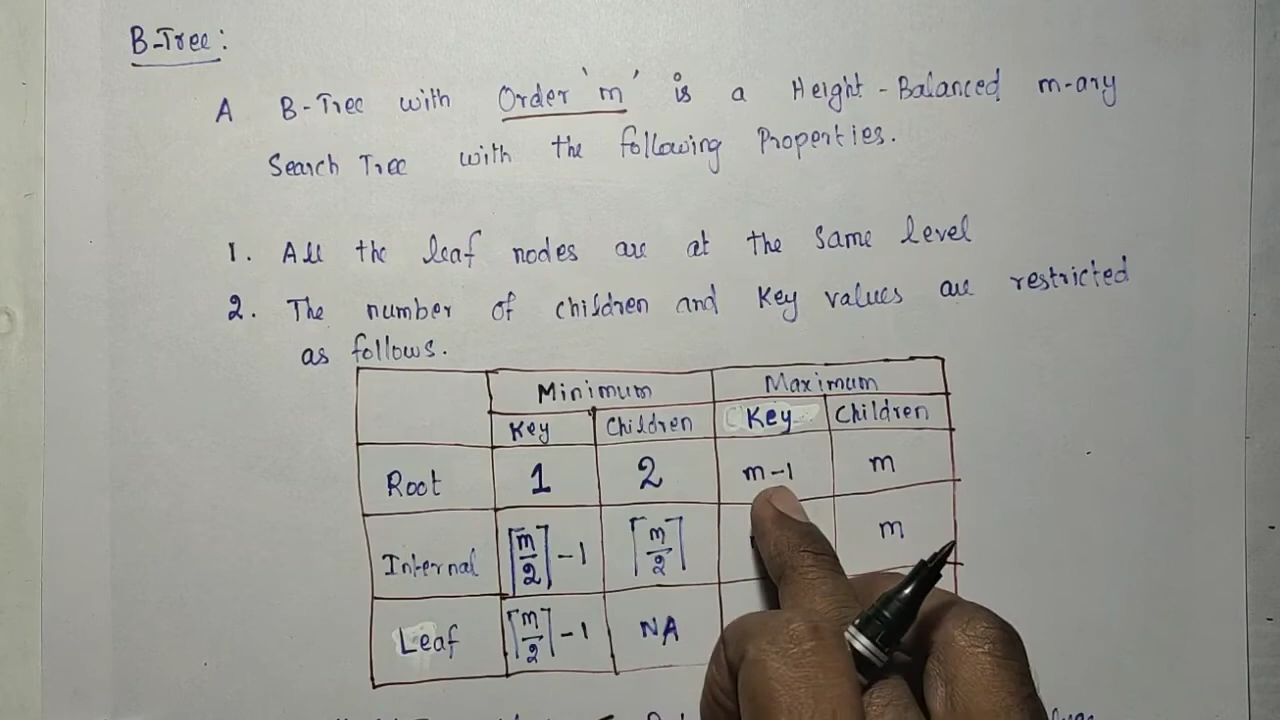 B-Tree:
A B-Tree with Order 'm' is a Height-Balanced m-ary
Search Tree with the following Properties.
1. All the leaf nodes are at the same level
2. The number of children and Key values are restricted
as follows.
Minimum Maximum
Key Children Key Children
Root 1 2 m-1 m
Internal ⌈m/2⌉-1 ⌈m/2⌉ m
Leaf ⌈m/2⌉-1 NA